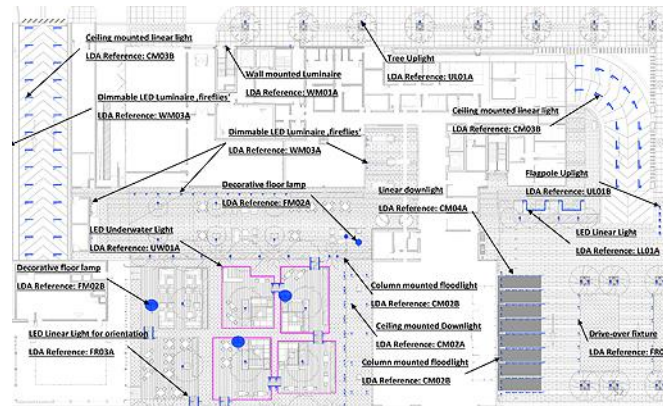 Ceiling mounted linear light
LDA Reference: CM03B
Tree Uplight
LDA Reference: UL01A
Wall mounted Luminaire
LDA Reference: WM01A
Dimmable LED Luminaire ‚fireflies'
LDA Reference: WM03A
Ceiling mounted linear light
LDA Reference: CM03B
Dimmable LED Luminaire ‚fireflies'
LDA Reference: WM03A
Flagpole Uplight
LDA Reference: UL01B
Decorative floor lamp
LDA Reference: FM02A
Linear downlight
LDA Reference: CM04A
LED Underwater Light
LDA Reference: UW01A
LED Linear Light
LDA Reference: LL01A
Decorative floor lamp
LDA Reference: FM02B
Column mounted floodlight
LDA Reference: CM02B
LED Linear Light for orientation
LDA Reference: FR03A
Ceiling mounted Downlight
LDA Reference: CM02A
Drive-over fixture
LDA Reference: FR0
Column mounted floodlight
LDA Reference: CM02B